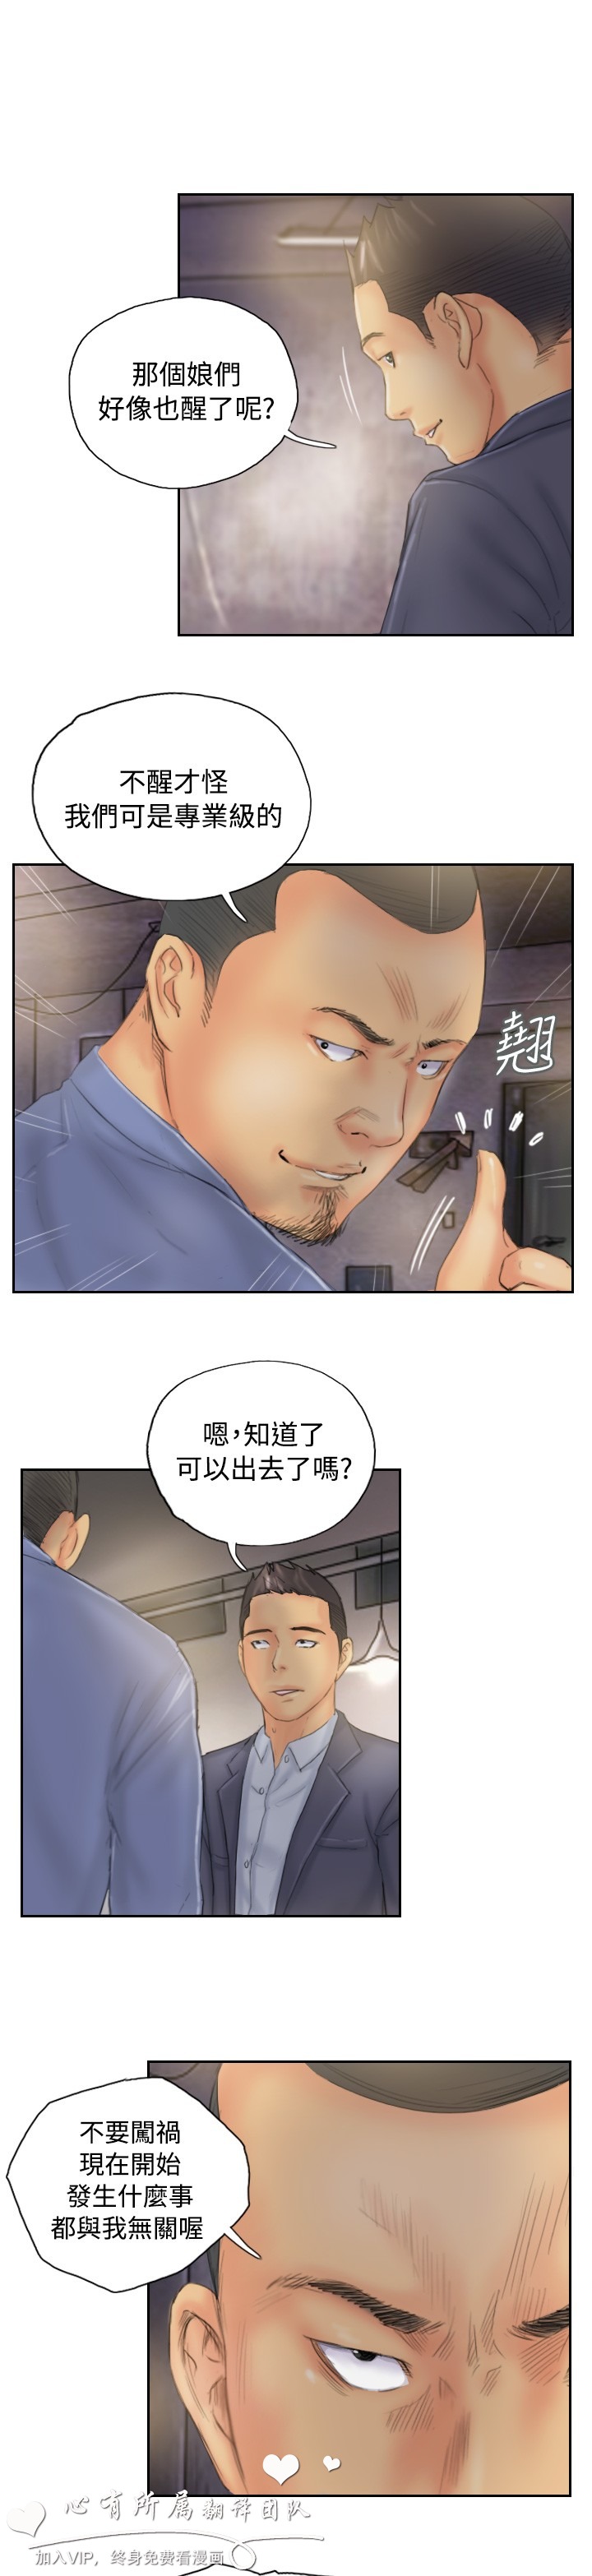 那個娘們
好像也醒了呢?
不醒才怪
我們可是專業級的
翹
嗯,知道了
可以出去了嗎?
不要闖禍
現在開始
發生什麼事
都與我無關喔
心有所属翻译团队
加入VIP，终身免费看漫画